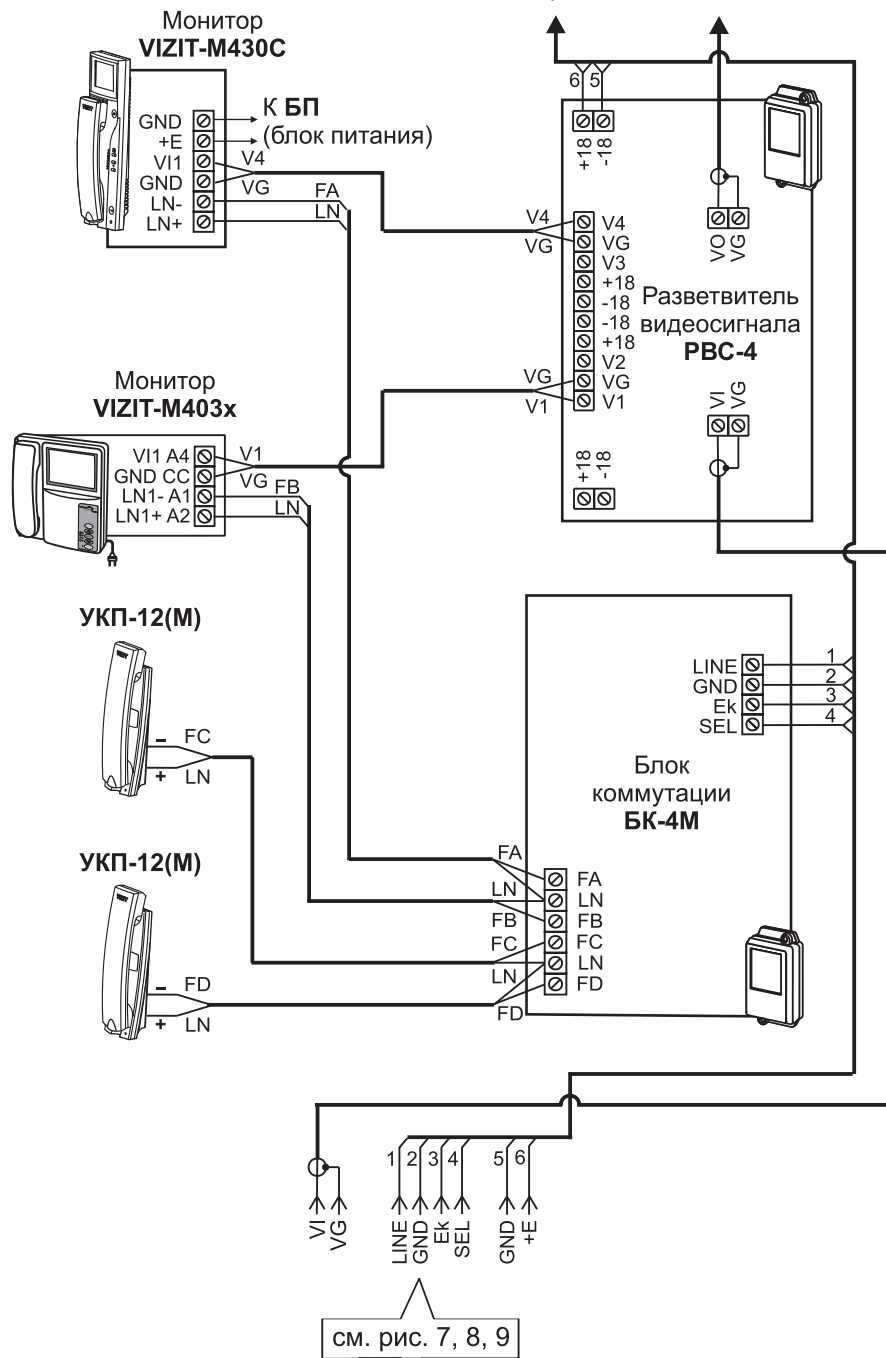 Монитор
VIZIT-M430C
GND
+E
VI1
GND
LN-
LN+
К БП
(блок питания)
V4
VG
FA
LN
6
5
+18
-18
V4
VG
V4
VG
V3
+18
-18
-18
+18
V2
VG
V1
VG
V1
VO
VG
Разветвитель
видеосигнала
РВС-4
VI
VG
+18
-18
Монитор
VIZIT-M403x
VI1 A4
GND CC
LN1- A1
LN1+ A2
V1
VG
FB
LN
УКП-12(М)
VIZIT
–
+
FC
LN
УКП-12(М)
VIZIT
–
+
FD
LN
LINE
GND
Ek
SEL
1
2
3
4
Блок
коммутации
БК-4М
FA
LN
FB
FC
LN
FD
FA
LN
FB
FC
LN
FD
1
2
3
4
5
6
VI
VG
LINE
GND
Ek
SEL
GND
+E
см. рис. 7, 8, 9